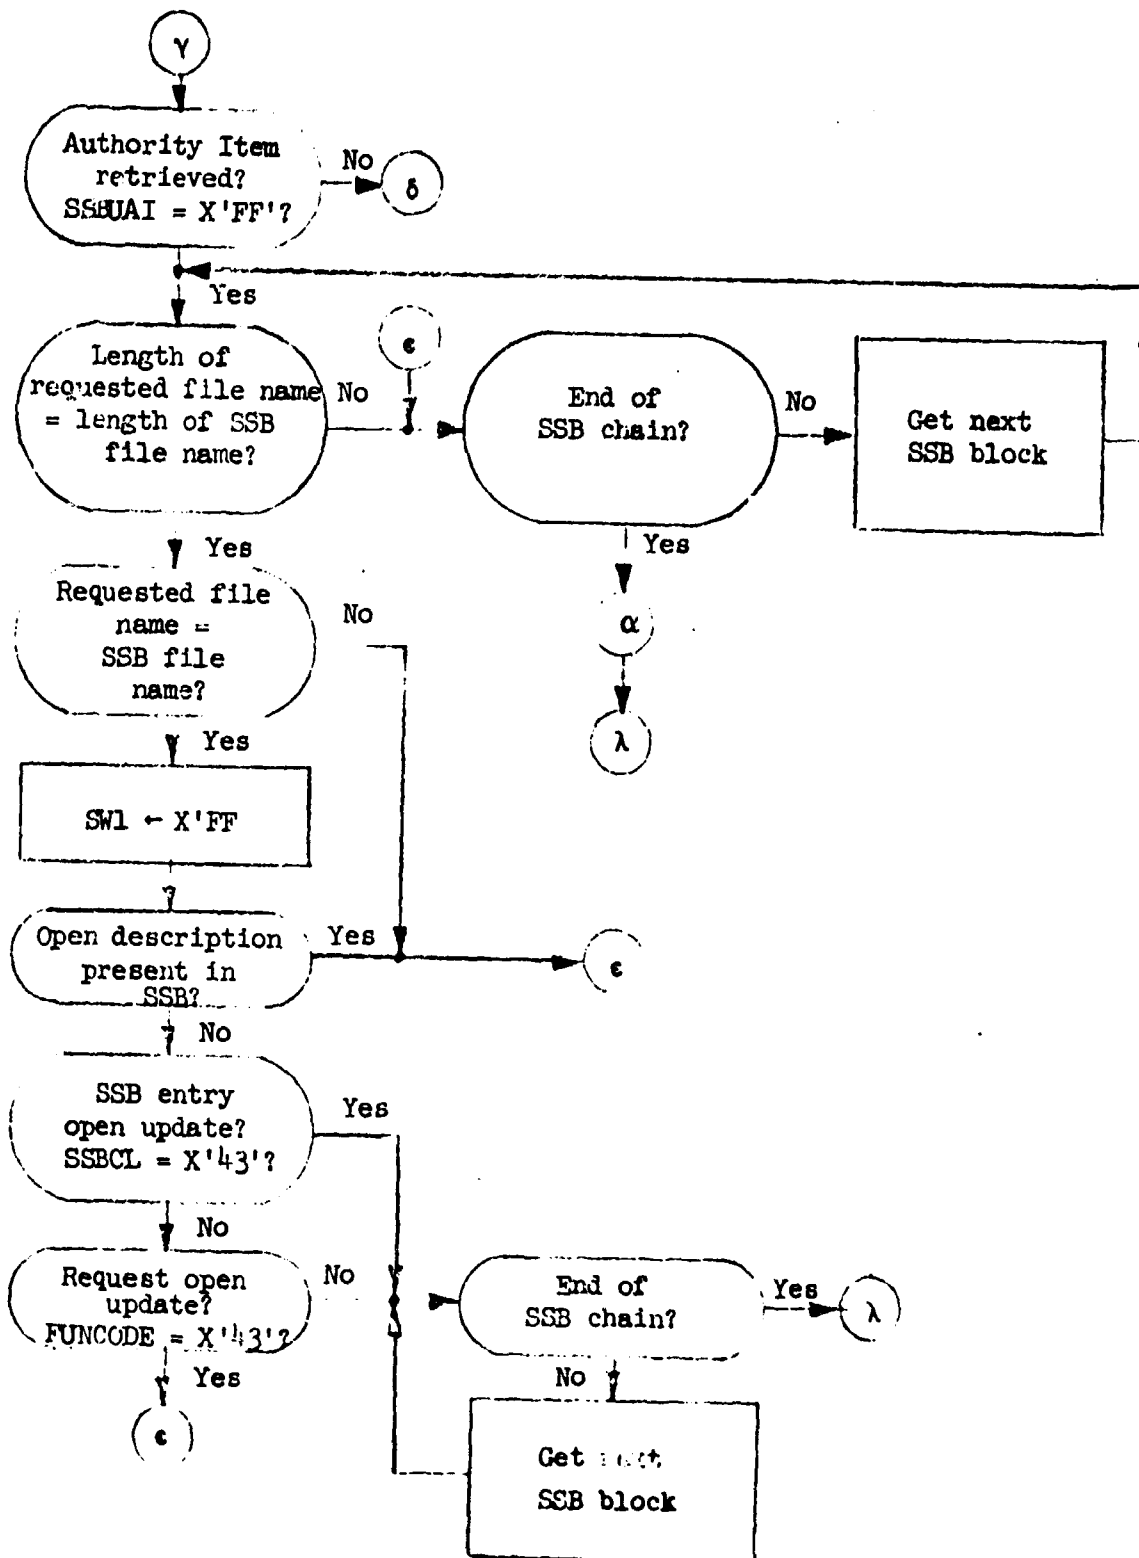 γ
Authority Item
retrieved?
SSBUAI = X'FF'?
No
δ
Yes
Length of
requested file name
= length of SSB
file name?
No
ε
End of
SSB chain?
No
Get next
SSB block
Yes
α
λ
Yes
Requested file
name =
SSB file
name?
No
Yes
SW1 ← X'FF
Open description
present in
SSB?
Yes
ε
No
SSB entry
open update?
SSBCL = X'43'?
Yes
No
Request open
update?
FUNCODE = X'43'?
No
End of
SSB chain?
Yes
λ
Yes
ε
No
Get next
SSB block